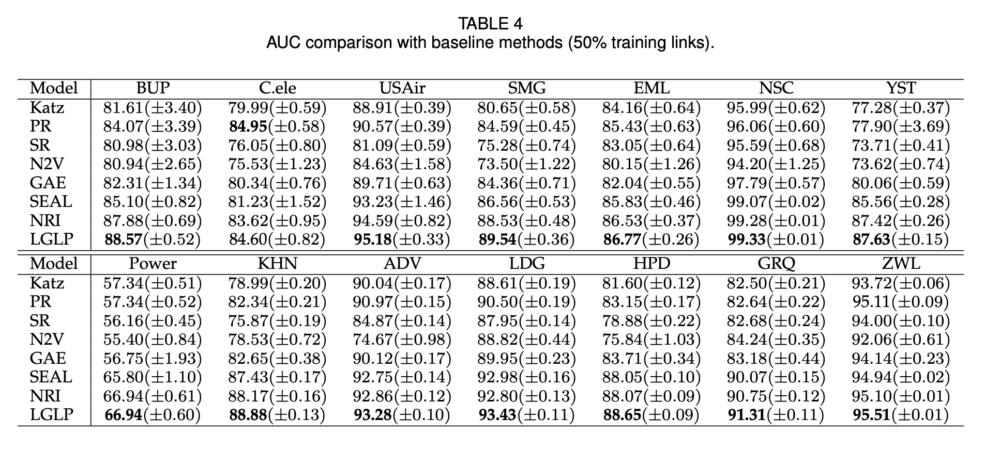 TABLE 4
AUC comparison with baseline methods (50% training links).
Model BUP C.ele USAir SMG EML NSC YST
Katz 81.61(±3.40) 79.99(±0.59) 88.91(±0.39) 80.65(±0.58) 84.16(±0.64) 95.99(±0.62) 77.28(±0.37)
PR 84.07(±3.39) 84.95(±0.58) 90.57(±0.39) 84.59(±0.45) 85.43(±0.63) 96.06(±0.60) 77.90(±3.69)
SR 80.98(±3.03) 76.05(±0.80) 81.09(±0.59) 75.28(±0.74) 83.05(±0.64) 95.59(±0.68) 73.71(±0.41)
N2V 80.94(±2.65) 75.53(±1.23) 84.63(±1.58) 73.50(±1.22) 80.15(±1.26) 94.20(±1.25) 73.62(±0.74)
GAE 82.31(±1.34) 80.34(±0.76) 89.71(±0.63) 84.36(±0.71) 82.04(±0.55) 97.79(±0.57) 80.06(±0.59)
SEAL 85.10(±0.82) 81.23(±1.52) 93.23(±1.46) 86.56(±0.53) 85.83(±0.46) 99.07(±0.02) 85.56(±0.28)
NRI 87.88(±0.69) 83.62(±0.95) 94.59(±0.82) 88.53(±0.48) 86.53(±0.37) 99.28(±0.01) 87.42(±0.26)
LGLP 88.57(±0.52) 84.60(±0.82) 95.18(±0.33) 89.54(±0.36) 86.77(±0.26) 99.33(±0.01) 87.63(±0.15)
Model Power KHN ADV LDG HPD GRQ ZWL
Katz 57.34(±0.51) 78.99(±0.20) 90.04(±0.17) 88.61(±0.19) 81.60(±0.12) 82.50(±0.21) 93.72(±0.06)
PR 57.34(±0.52) 82.34(±0.21) 90.97(±0.15) 90.50(±0.19) 83.15(±0.17) 82.64(±0.22) 95.11(±0.09)
SR 56.16(±0.45) 75.87(±0.19) 84.87(±0.14) 87.95(±0.14) 78.88(±0.22) 82.68(±0.24) 94.00(±0.10)
N2V 55.40(±0.84) 78.53(±0.72) 74.67(±0.98) 88.82(±0.44) 75.84(±1.03) 84.24(±0.35) 92.06(±0.61)
GAE 56.75(±1.93) 82.65(±0.38) 90.12(±0.17) 89.95(±0.23) 83.71(±0.34) 83.18(±0.44) 94.14(±0.23)
SEAL 65.80(±1.10) 87.43(±0.17) 92.75(±0.14) 92.98(±0.16) 88.05(±0.10) 90.07(±0.15) 94.94(±0.02)
NRI 66.94(±0.61) 88.17(±0.16) 92.86(±0.12) 92.80(±0.13) 88.07(±0.09) 90.75(±0.12) 95.10(±0.01)
LGLP 66.94(±0.60) 88.88(±0.13) 93.28(±0.10) 93.43(±0.11) 88.65(±0.09) 91.31(±0.11) 95.51(±0.01)